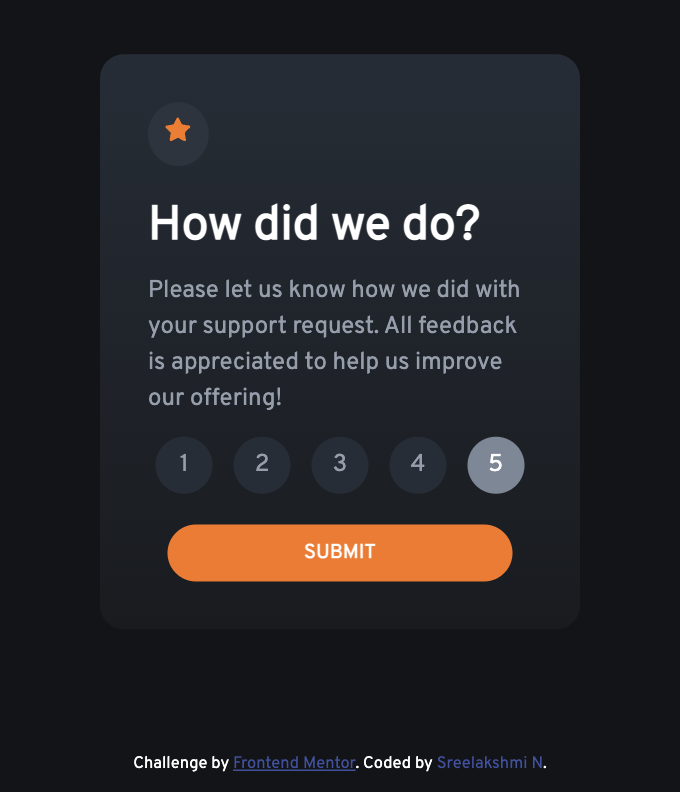 How did we do?
Please let us know how we did with
your support request. All feedback
is appreciated to help us improve
our offering!
1 2 3 4 5
SUBMIT
Challenge by Frontend Mentor. Coded by Sreelakshmi N.